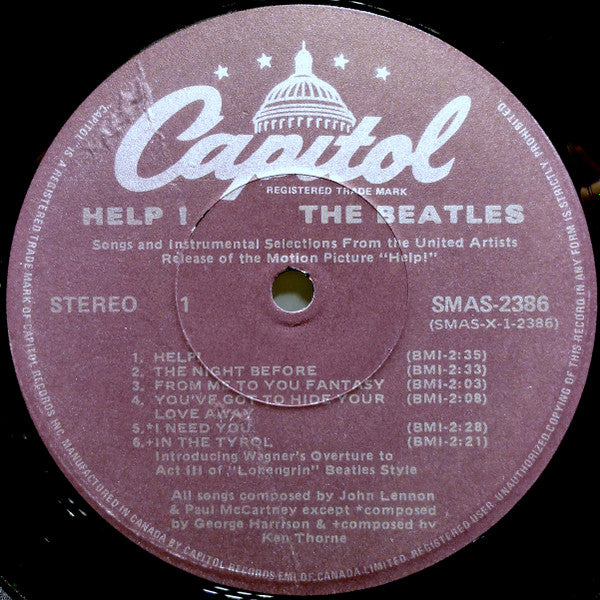 Capitol
REGISTERED TRADE MARK
HELP ! THE BEATLES
Songs and Instrumental Selections From the United Artists
Release of the Motion Picture "Help!"
STEREO 1 SMAS-2386
(SMAS-X-1-2386)
1. HELP! (BMI-2:35)
2. THE NIGHT BEFORE (BMI-2:33)
3. FROM ME TO YOU FANTASY (BMI-2:03)
4. YOU'VE GOT TO HIDE YOUR (BMI-2:08)
LOVE AWAY
5. *I NEED YOU (BMI-2:28)
6. +IN THE TYROL (BMI-2:21)
Introducing Wagner's Overture to
Act III of "Lohengrin" Beatles Style
All songs composed by John Lennon
& Paul McCartney except *composed
by George Harrison & +composed by
Ken Thorne
"CAPITOL" IS A REGISTERED TRADE MARK OF CAPITOL RECORDS INC. MANUFACTURED IN CANADA BY CAPITOL RECORDS EMI OF CANADA LIMITED. REGISTERED USER. UNAUTHORIZED COPYING OF THIS RECORD IN ANY FORM IS STRICTLY PROHIBITED